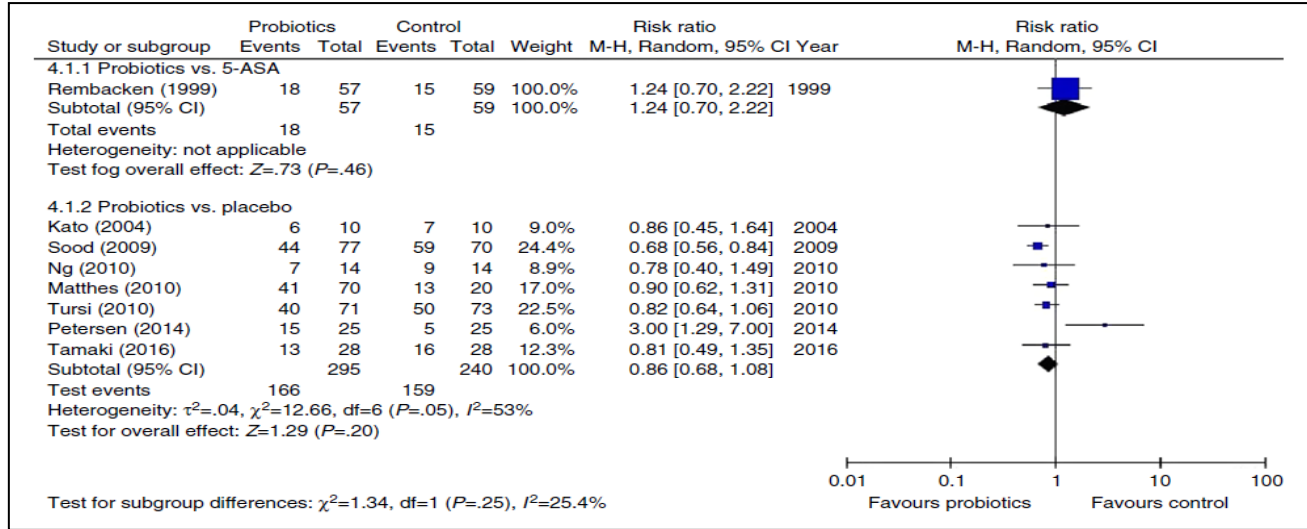 Probiotics Control Risk ratio Risk ratio
Study or subgroup Events Total Events Total Weight M-H, Random, 95% CI Year M-H, Random, 95% CI
4.1.1 Probiotics vs. 5-ASA
Rembacken (1999) 18 57 15 59 100.0% 1.24 [0.70, 2.22] 1999
Subtotal (95% CI) 57 59 100.0% 1.24 [0.70, 2.22]
Total events 18 15
Heterogeneity: not applicable
Test fog overall effect: Z=.73 (P=.46)
4.1.2 Probiotics vs. placebo
Kato (2004) 6 10 7 10 9.0% 0.86 [0.45, 1.64] 2004
Sood (2009) 44 77 59 70 24.4% 0.68 [0.56, 0.84] 2009
Ng (2010) 7 14 9 14 8.9% 0.78 [0.40, 1.49] 2010
Matthes (2010) 41 70 13 20 17.0% 0.90 [0.62, 1.31] 2010
Tursi (2010) 40 71 50 73 22.5% 0.82 [0.64, 1.06] 2010
Petersen (2014) 15 25 5 25 6.0% 3.00 [1.29, 7.00] 2014
Tamaki (2016) 13 28 16 28 12.3% 0.81 [0.49, 1.35] 2016
Subtotal (95% CI) 295 240 100.0% 0.86 [0.68, 1.08]
Test events 166 159
Heterogeneity: τ²=.04, χ²=12.66, df=6 (P=.05), I²=53%
Test for overall effect: Z=1.29 (P=.20)
0.01 0.1 1 10 100
Test for subgroup differences: χ²=1.34, df=1 (P=.25), I²=25.4% Favours probiotics Favours control